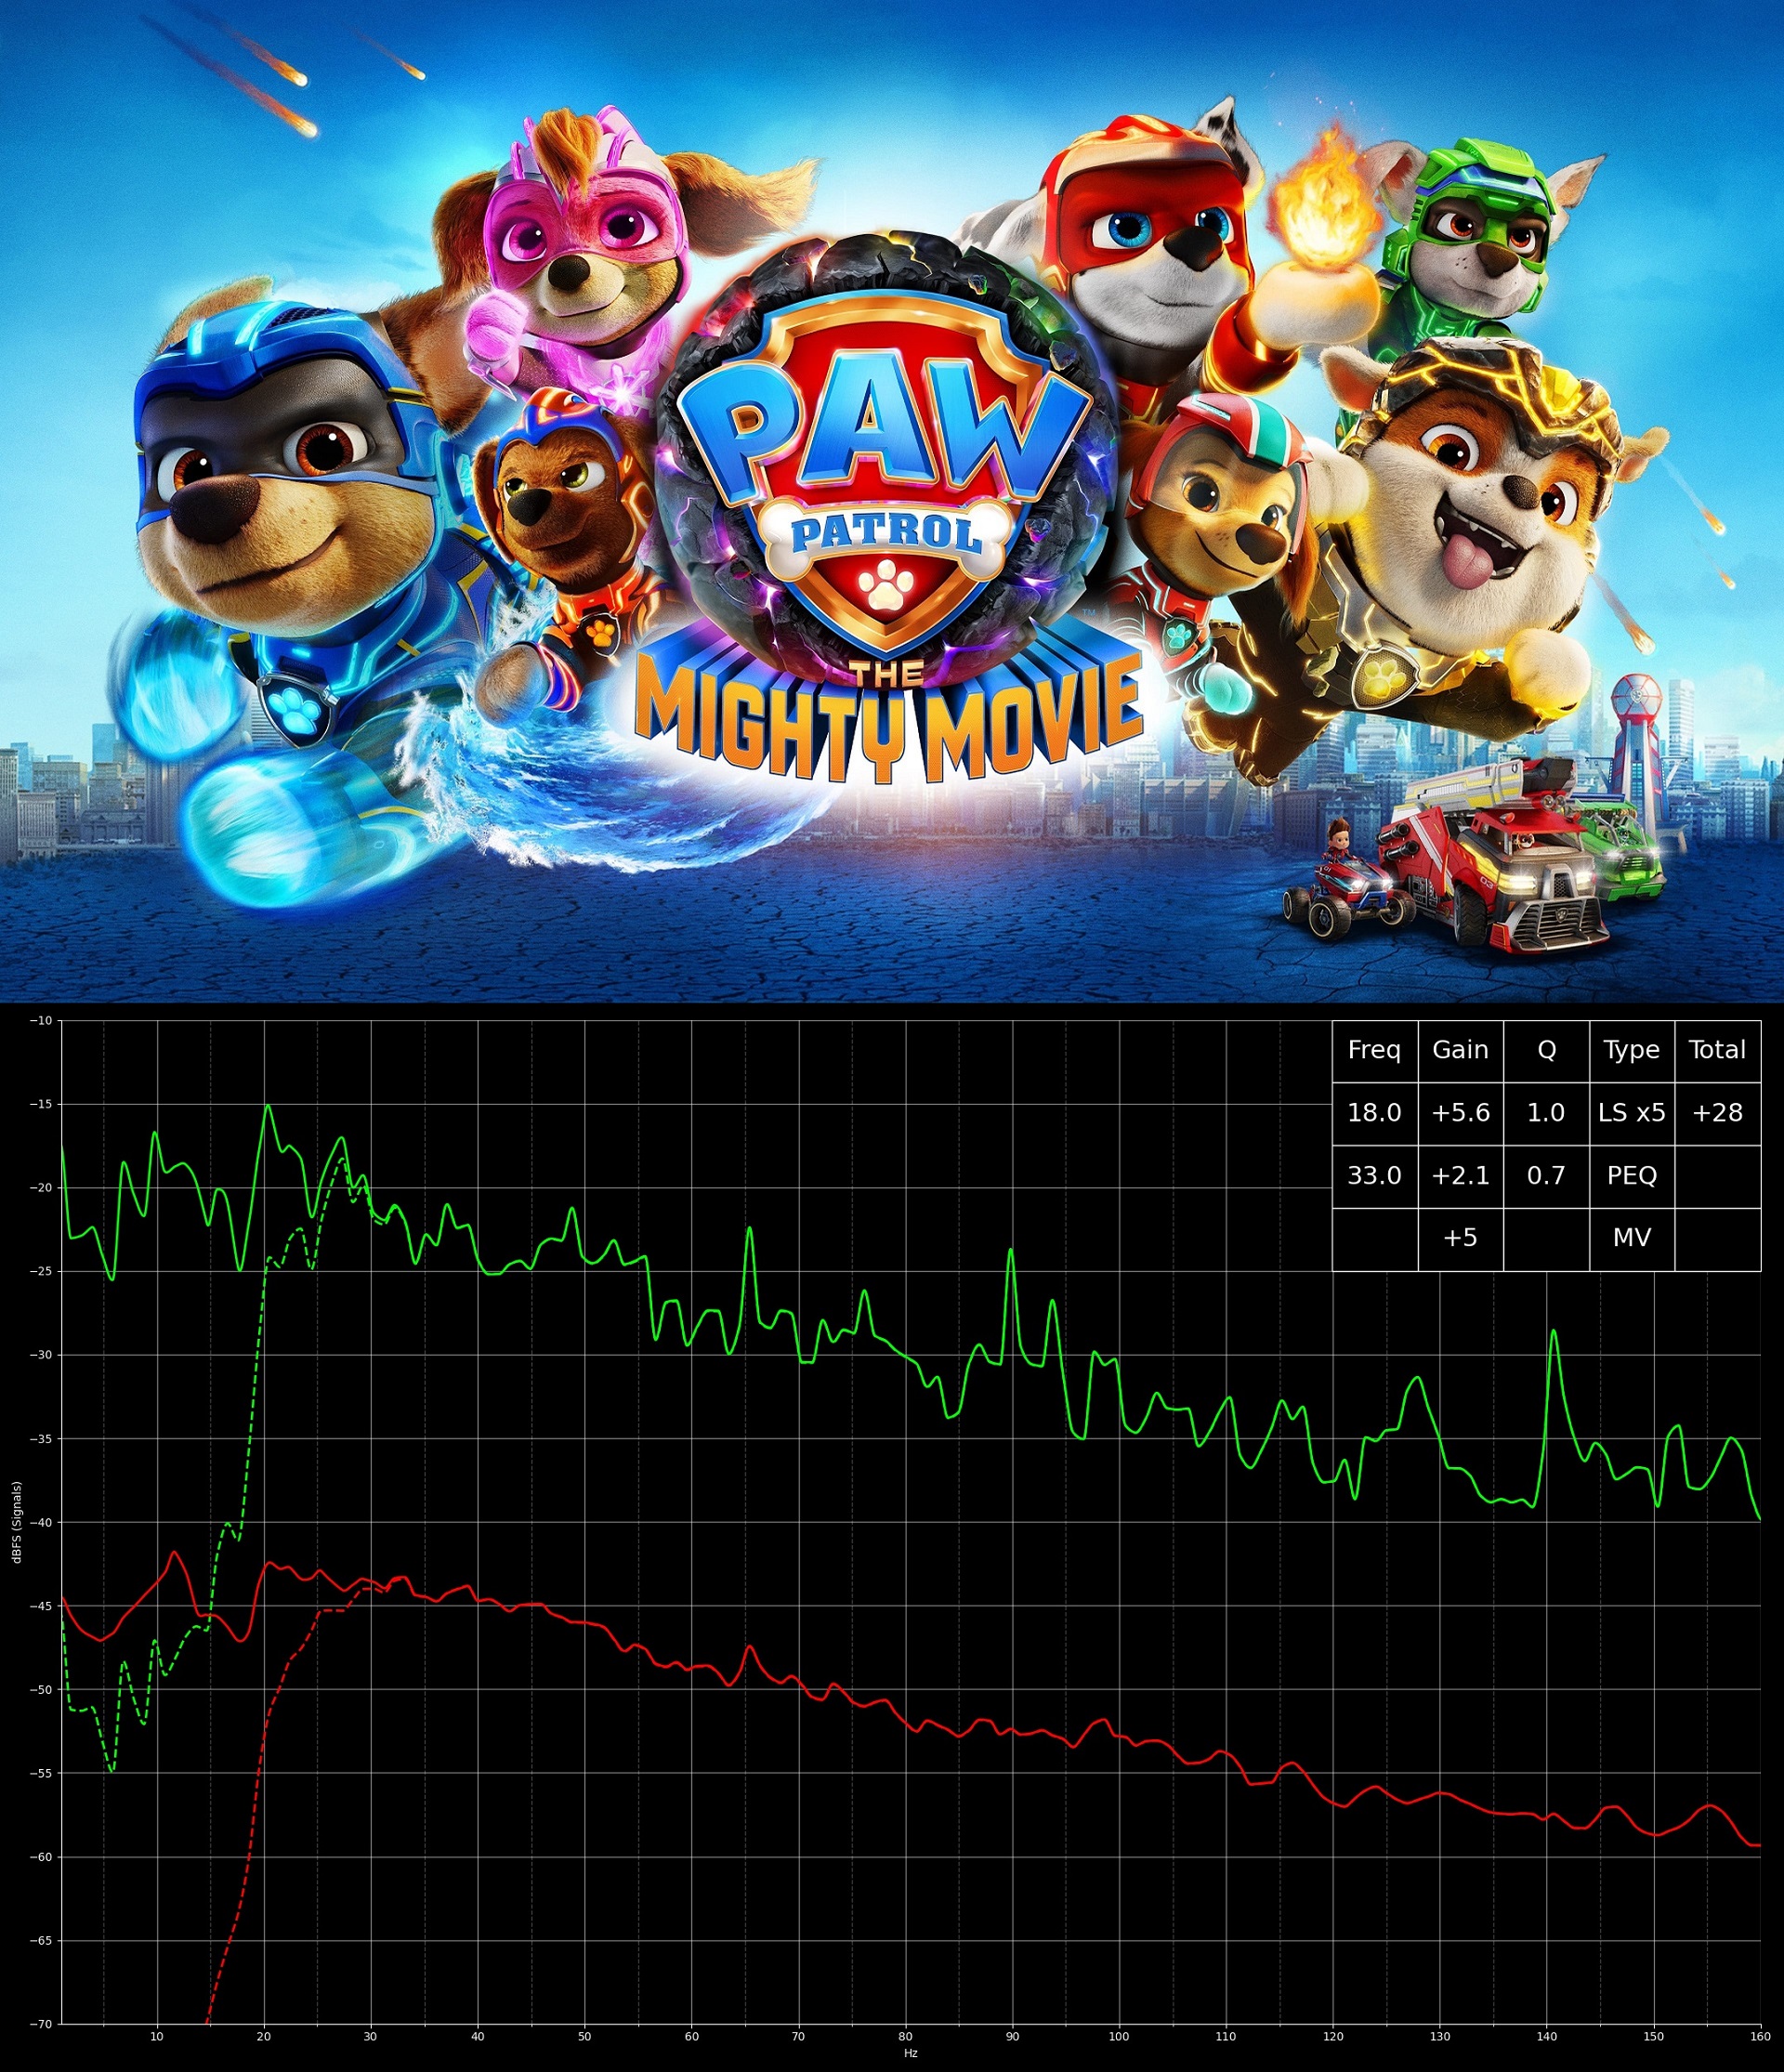 PAW
PATROL
™
THE
MIGHTY MOVIE
03
Freq Gain Q Type Total
18.0 +5.6 1.0 LS x5 +28
33.0 +2.1 0.7 PEQ
+5 MV
−10
−15
−20
−25
−30
−35
−40
−45
−50
−55
−60
−65
−70
dBFS (Signals)
10 20 30 40 50 60 70 80 90 100 110 120 130 140 150 160
Hz